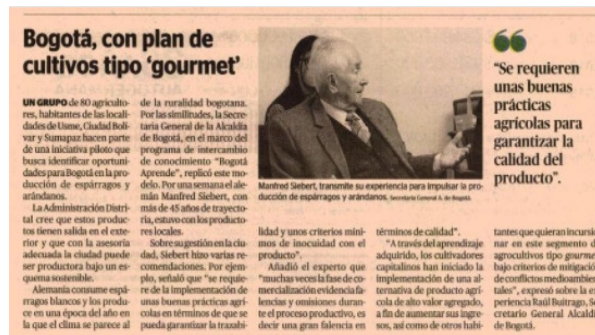 Bogotá, con plan de
cultivos tipo ‘gourmet’
UN GRUPO de 80 agriculto-
res, habitantes de las locali-
dades de Usme, Ciudad Bolí-
var y Sumapaz hacen parte
de una iniciativa piloto que
busca identificar oportuni-
dades para Bogotá en la pro-
ducción de espárragos y
arándanos.
La Administración Distri-
tal cree que estos produc-
tos tienen salida en el exte-
rior y que con la asesoría
adecuada la ciudad puede
ser productora bajo un es-
quema sostenible.
Alemania consume espá-
rragos blancos y los produ-
ce en una época del año en
la que el clima se parece al
de la ruralidad bogotana.
Por las similitudes, la Secre-
taria General de la Alcaldía
de Bogotá, en el marco del
programa de intercambio
de conocimiento “Bogotá
Aprende”, replicó este mo-
delo. Por una semana el ale-
mán Manfred Siebert, con
más de 45 años de trayecto-
ria, estuvo con los producto-
res locales.
Sobre su gestión en la ciu-
dad, Siebert hizo varias re-
comendaciones. Por ejem-
plo, señaló que “se requie-
re de la implementación de
unas buenas prácticas agrí-
colas en términos de que se
pueda garantizar la trazabi-
Manfred Siebert, transmite su experiencia para impulsar la pro-
ducción de espárragos y arándanos. Secretaría General A. de Bogotá.
lidad y unos criterios míni-
mos de inocuidad con el
producto”.
Añadió el experto que
“muchas veces la fase de co-
mercialización evidencia fa-
lencias y omisiones duran-
te el proceso productivo, es
decir una gran falencia en
términos de calidad”.
“A través del aprendizaje
adquirido, los cultivadores
capitalinos han iniciado la
implementación de una al-
ternativa de producto agrí-
cola de alto valor agregado,
a fin de aumentar sus ingre-
sos, así como de otros habi-
tantes que quieran incursio-
nar en este segmento d
agrocultivos tipo gourme
bajo criterios de mitigació
de conflictos medioambien
tales”, expresó sobre la ex
periencia Raúl Buitrago, Se
cretario General Alcaldí
de Bogotá.
“Se requieren
unas buenas
prácticas
agrícolas para
garantizar la
calidad del
producto”.